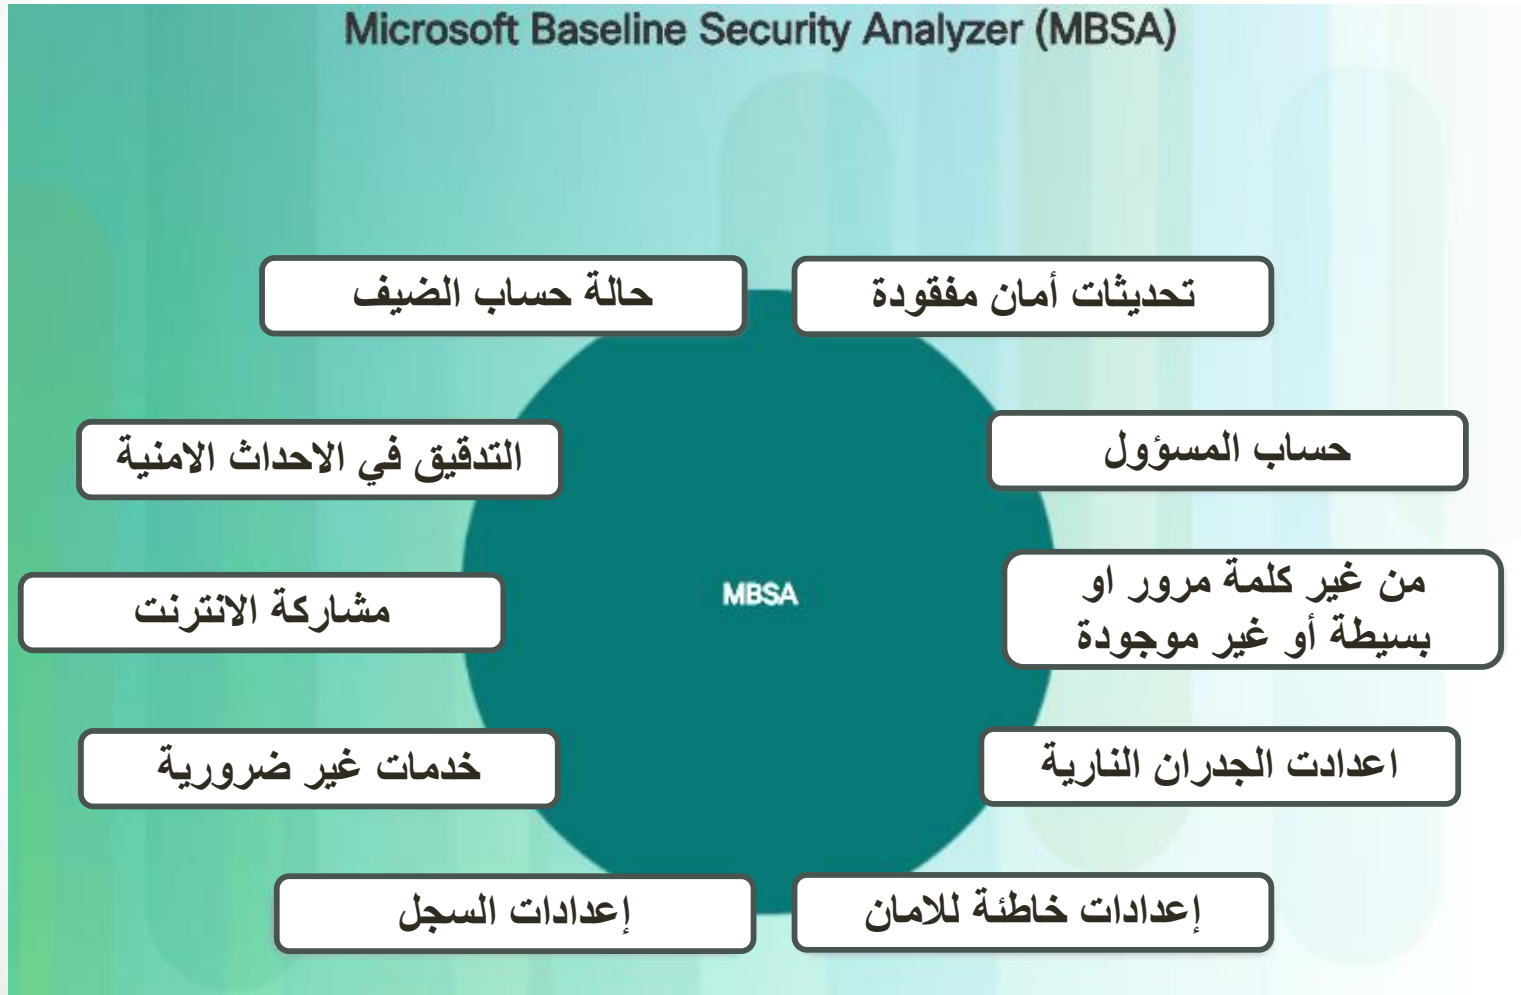 Microsoft Baseline Security Analyzer (MBSA)
تحديثات أمان مفقودة
حالة حساب الضيف
حساب المسؤول
التدقيق في الاحداث الامنية
من غير كلمة مرور او
بسيطة أو غير موجودة
مشاركة الانترنت
MBSA
اعدادت الجدران النارية
خدمات غير ضرورية
إعدادات خاطئة للامان
إعدادات السجل